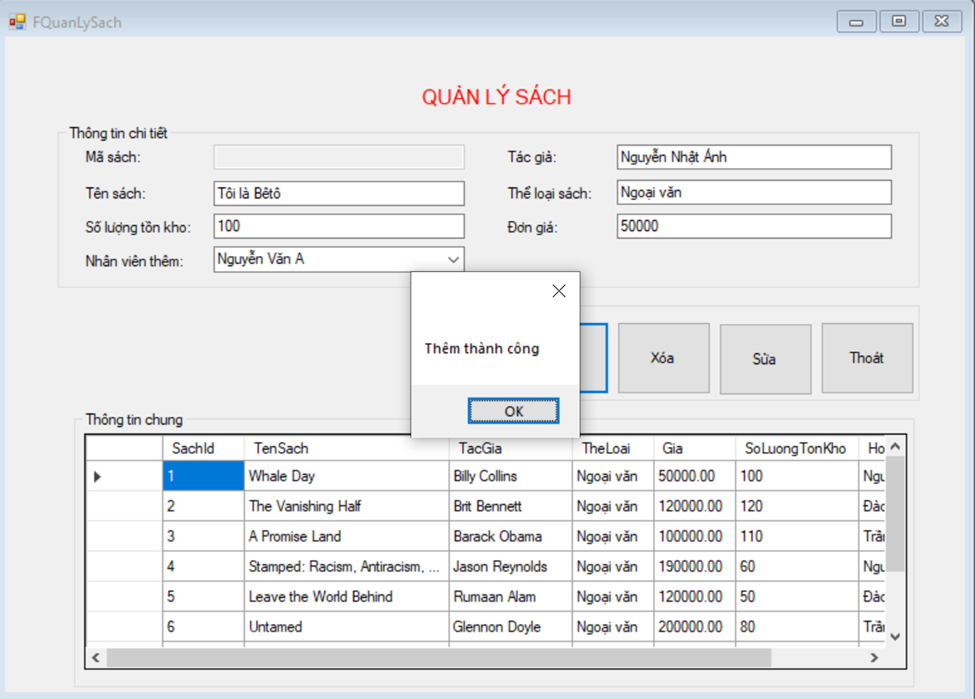 FQuanLySach
QUẢN LÝ SÁCH
Thông tin chi tiết
Mã sách:
Tác giả: Nguyễn Nhật Ánh
Tên sách: Tôi là Bêtô
Thể loại sách: Ngoại văn
Số lượng tồn kho: 100
Đơn giá: 50000
Nhân viên thêm: Nguyễn Văn A
Thêm thành công
OK
Xóa Sửa Thoát
Thông tin chung
SachId TenSach TacGia TheLoai Gia SoLuongTonKho Ho
1 Whale Day Billy Collins Ngoại văn 50000.00 100 Ngu
2 The Vanishing Half Brit Bennett Ngoại văn 120000.00 120 Đào
3 A Promise Land Barack Obama Ngoại văn 100000.00 110 Trần
4 Stamped: Racism, Antiracism, ... Jason Reynolds Ngoại văn 190000.00 60 Ngu
5 Leave the World Behind Rumaan Alam Ngoại văn 120000.00 50 Đào
6 Untamed Glennon Doyle Ngoại văn 200000.00 80 Trần